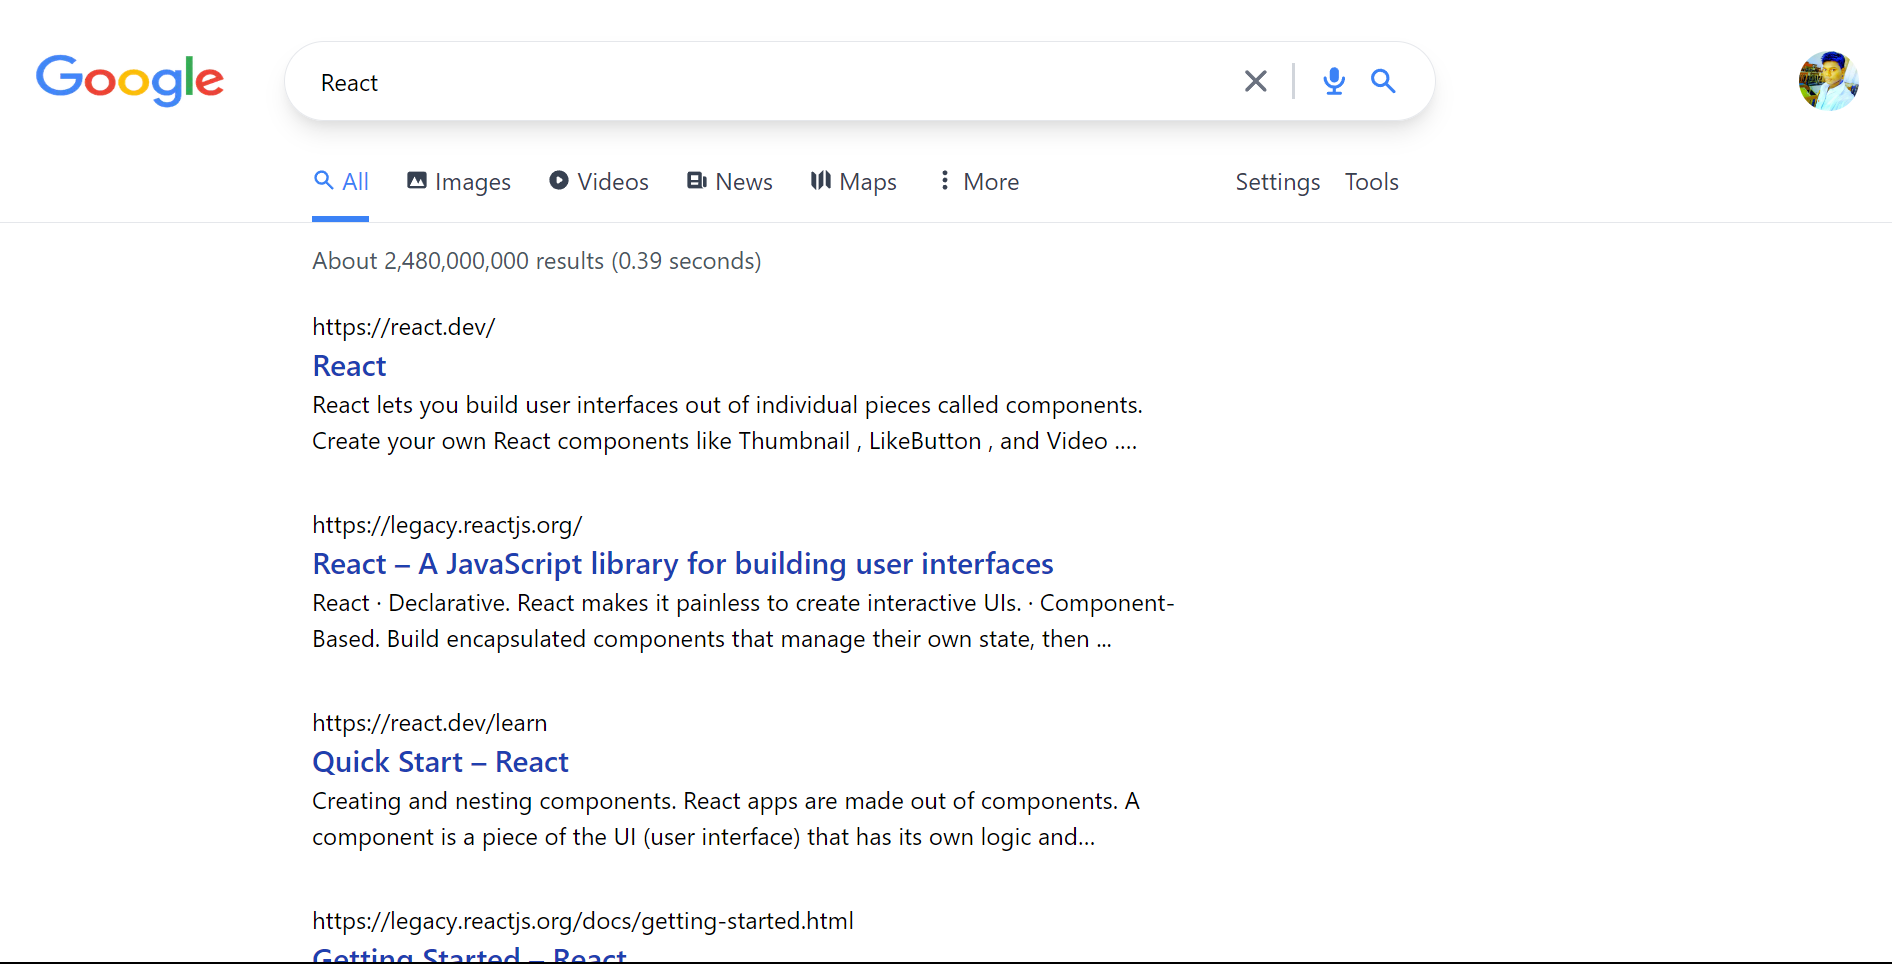 Google
React
All Images Videos News Maps More Settings Tools
About 2,480,000,000 results (0.39 seconds)
https://react.dev/
React
React lets you build user interfaces out of individual pieces called components.
Create your own React components like Thumbnail , LikeButton , and Video ....
https://legacy.reactjs.org/
React – A JavaScript library for building user interfaces
React · Declarative. React makes it painless to create interactive UIs. · Component-
Based. Build encapsulated components that manage their own state, then ...
https://react.dev/learn
Quick Start – React
Creating and nesting components. React apps are made out of components. A
component is a piece of the UI (user interface) that has its own logic and...
https://legacy.reactjs.org/docs/getting-started.html
Getting Started – React